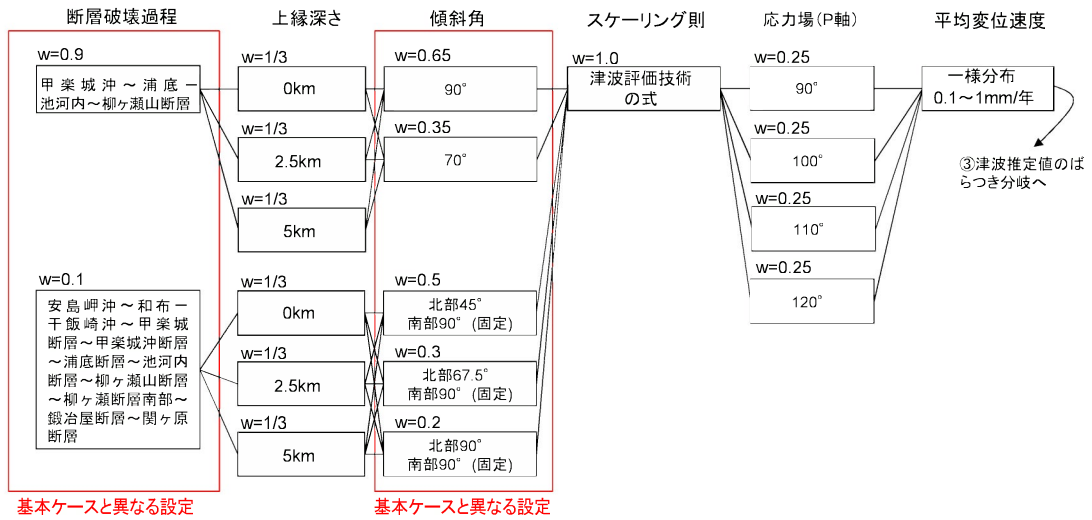 断層破壊過程
上縁深さ
傾斜角
スケーリング則
応力場(P軸)
平均変位速度
w=0.9
甲楽城沖～浦底－
池河内～柳ヶ瀬山断層
w=1/3
0km
w=1/3
2.5km
w=1/3
5km
w=0.65
90°
w=0.35
70°
w=1.0
津波評価技術
の式
w=0.25
90°
w=0.25
100°
w=0.25
110°
w=0.25
120°
一様分布
0.1～1mm/年
③津波推定値のば
らつき分岐へ
w=0.1
安島岬沖～和布－
干飯崎沖～甲楽城
断層～甲楽城沖断層
～浦底断層～池河内
断層～柳ヶ瀬山断層
～柳ヶ瀬断層南部～
鍛冶屋断層～関ヶ原
断層
w=1/3
0km
w=1/3
2.5km
w=1/3
5km
w=0.5
北部45°
南部90° (固定)
w=0.3
北部67.5°
南部90° (固定)
w=0.2
北部90°
南部90° (固定)
基本ケースと異なる設定
基本ケースと異なる設定